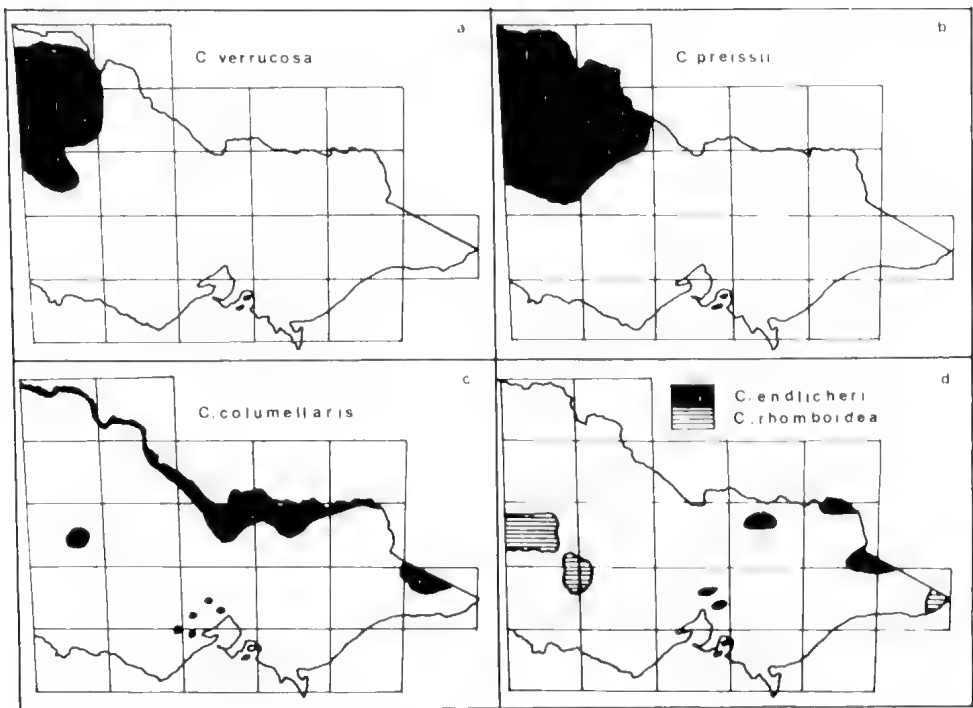 a
C verrucosa
b
C preissii
c
C. columellaris
d
C. endlicheri
C. rhomboidea